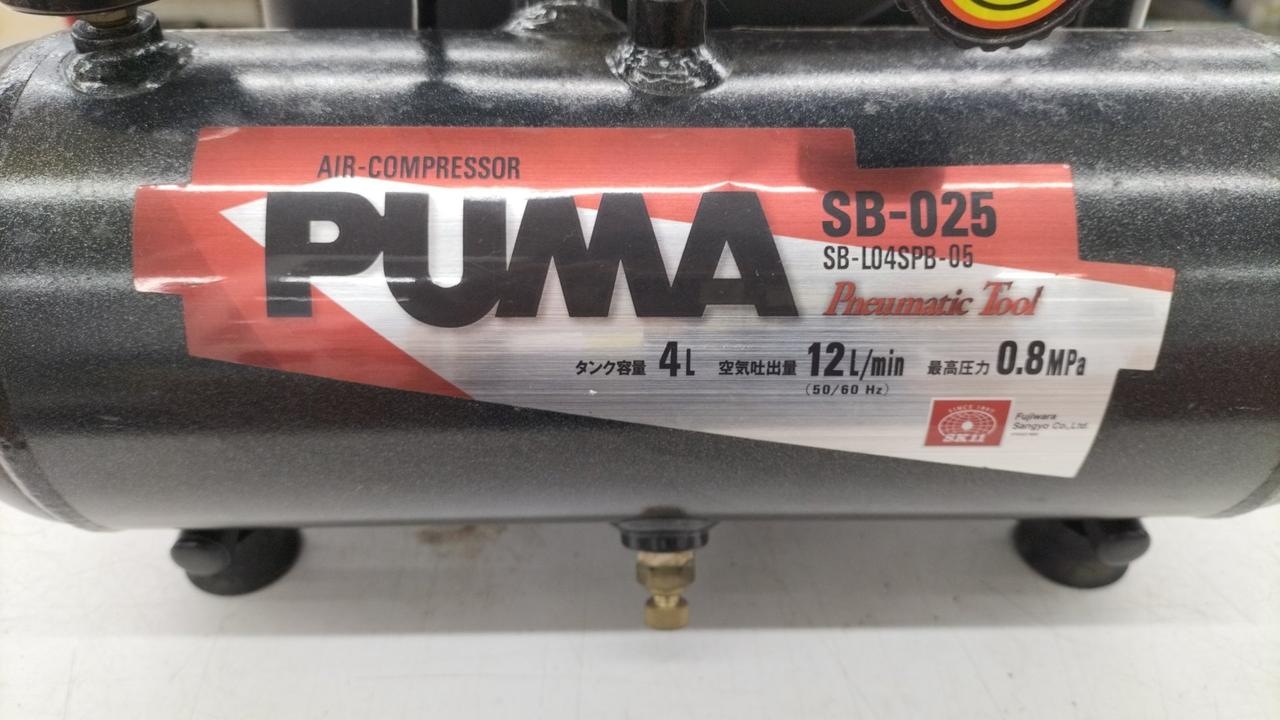 AIR-COMPRESSOR
PUMA
SB-025
SB-L04SPB-05
Pneumatic Tool
タンク容量 4L 空気吐出量 12L/min 最高圧力 0.8MPa
(50/60 Hz)
SK11
Fujiwara
Sangyo Co.,Ltd.